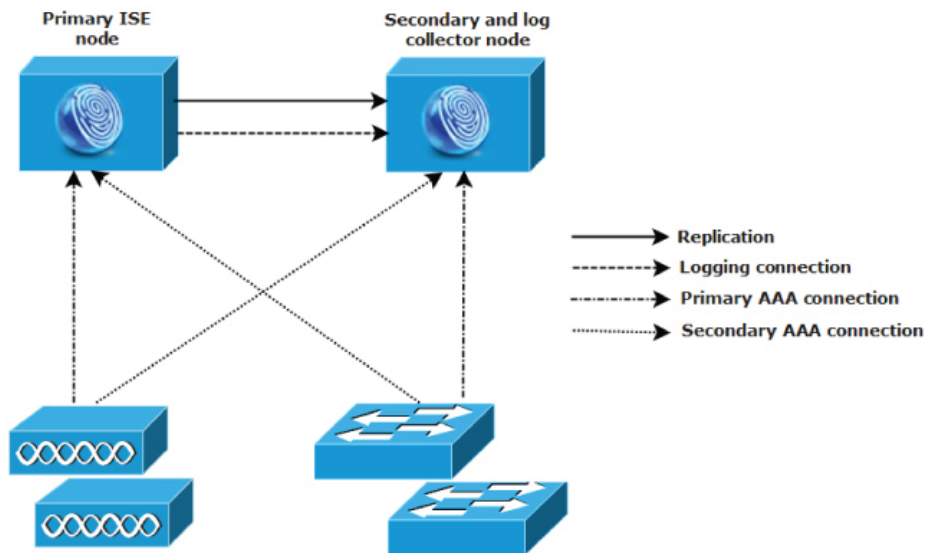 Primary ISE
node
Secondary and log
collector node
Replication
Logging connection
Primary AAA connection
Secondary AAA connection